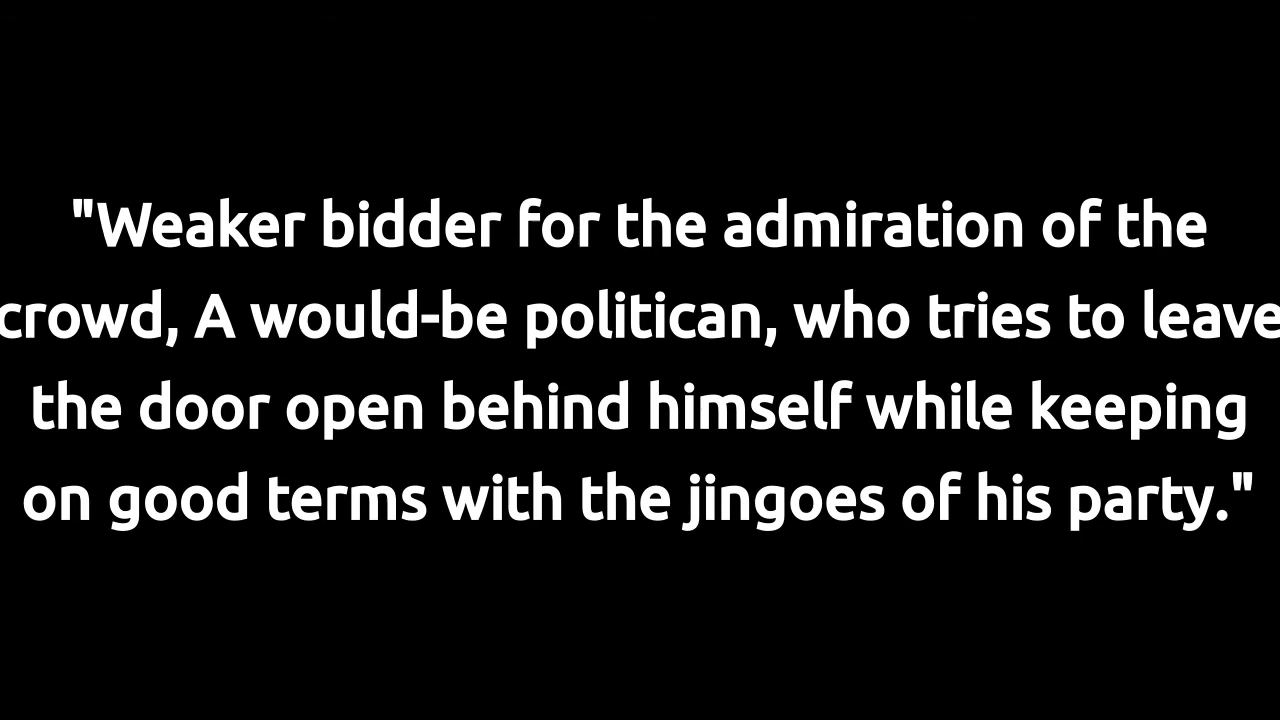 "Weaker bidder for the admiration of the
crowd, A would-be politican, who tries to leave
the door open behind himself while keeping
on good terms with the jingoes of his party."